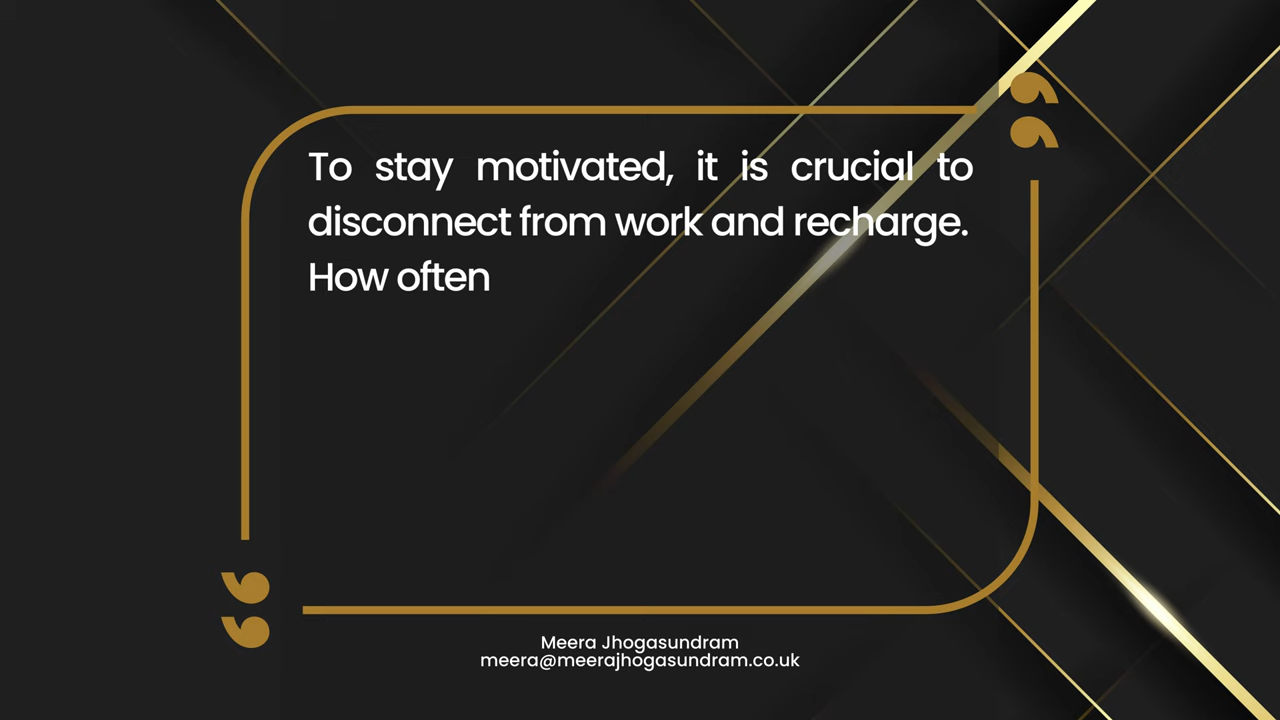 To stay motivated, it is crucial to
disconnect from work and recharge.
How often
Meera Jhogasundram
meera@meerajhogasundram.co.uk